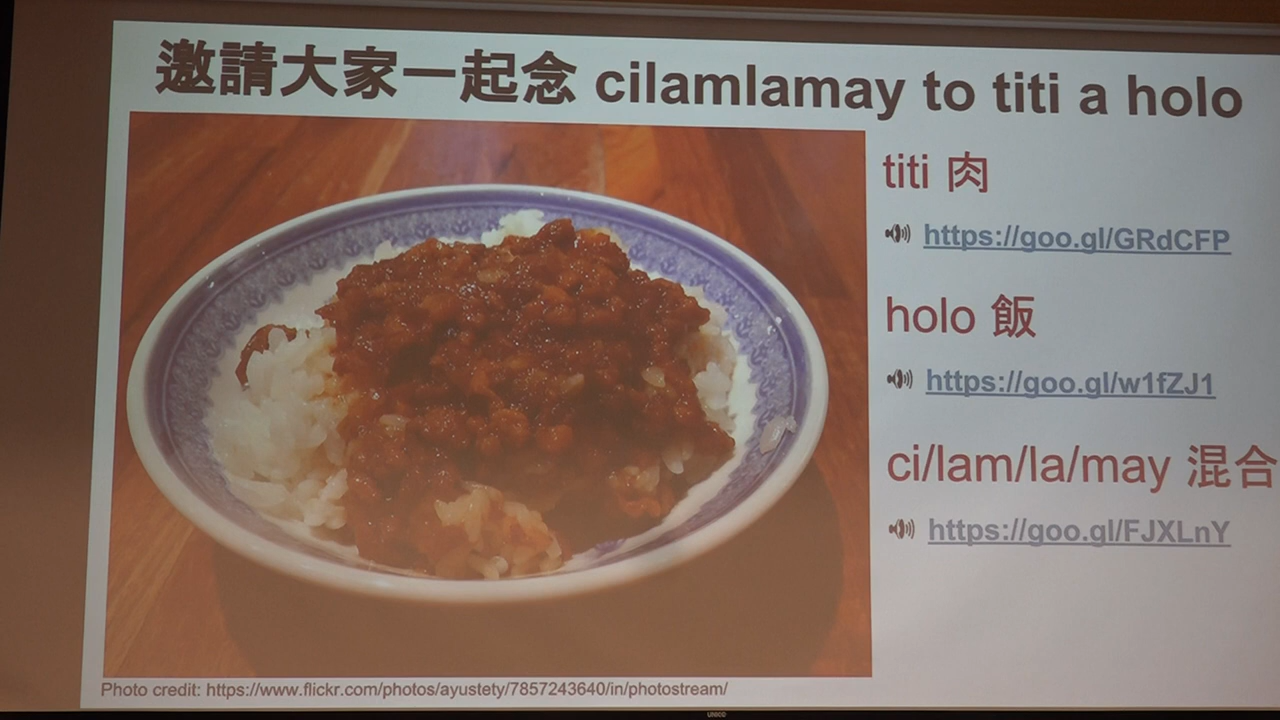 邀請大家一起念 cilamlamay to titi a holo
titi 肉
https://goo.gl/GRdCFP
holo 飯
https://goo.gl/w1fZJ1
ci/lam/la/may 混合
https://goo.gl/FJXLnY
Photo credit: https://www.flickr.com/photos/ayustety/7857243640/in/photostream/